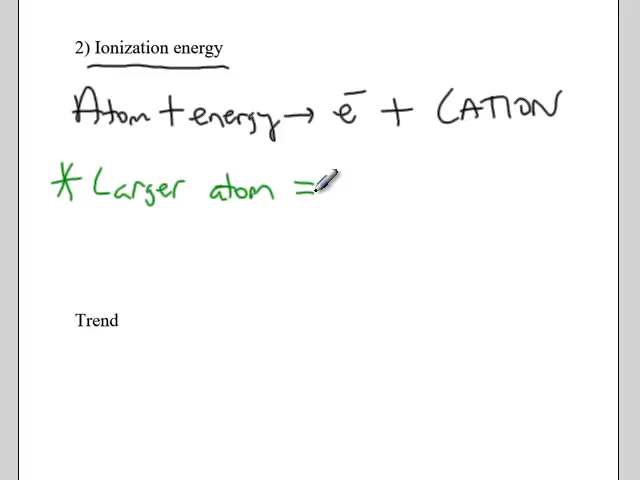 2) Ionization energy
Atom + energy → e⁻ + CATION
* Larger atom =
Trend